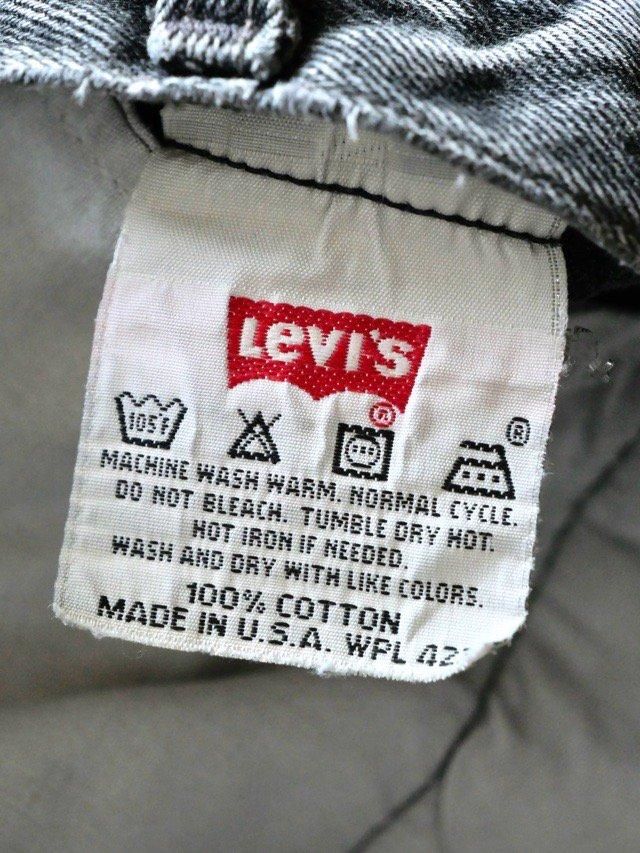 Levi's
®
105F
®
MACHINE WASH WARM. NORMAL CYCLE.
DO NOT BLEACH. TUMBLE DRY HOT.
HOT IRON IF NEEDED.
WASH AND DRY WITH LIKE COLORS.
100% COTTON
MADE IN U.S.A. WPL